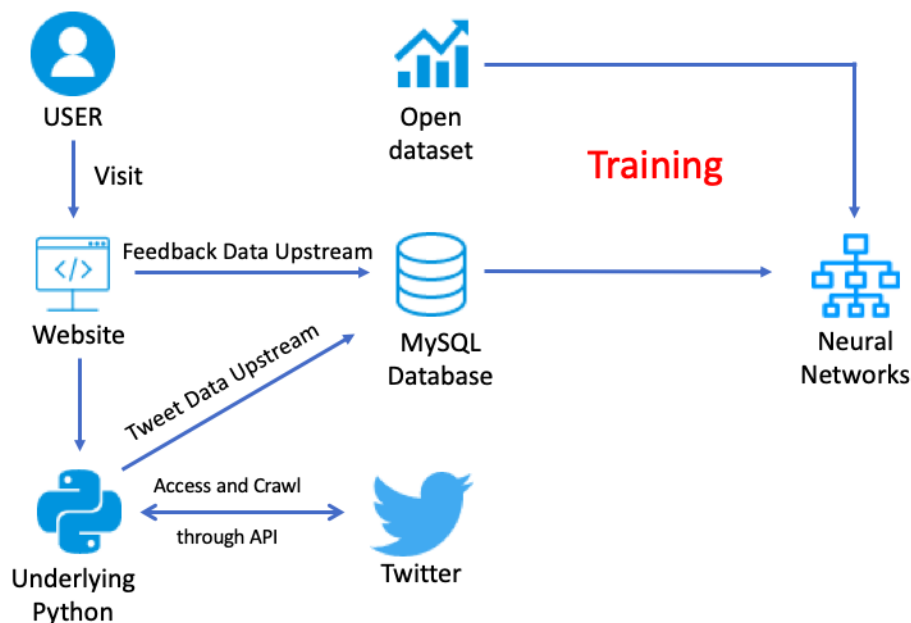 USER
Open
dataset
Visit
Training
Feedback Data Upstream
</>
Website
MySQL
Database
Neural
Networks
Tweet Data Upstream
Access and Crawl
through API
Underlying
Python
Twitter